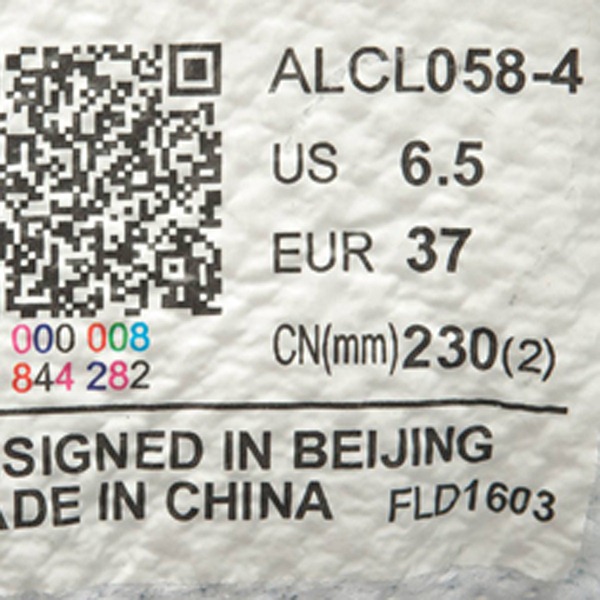 ALCL058-4
US 6.5
EUR 37
CN(mm)230(2)
000 008
844 282
SIGNED IN BEIJING
ADE IN CHINA FLD1603